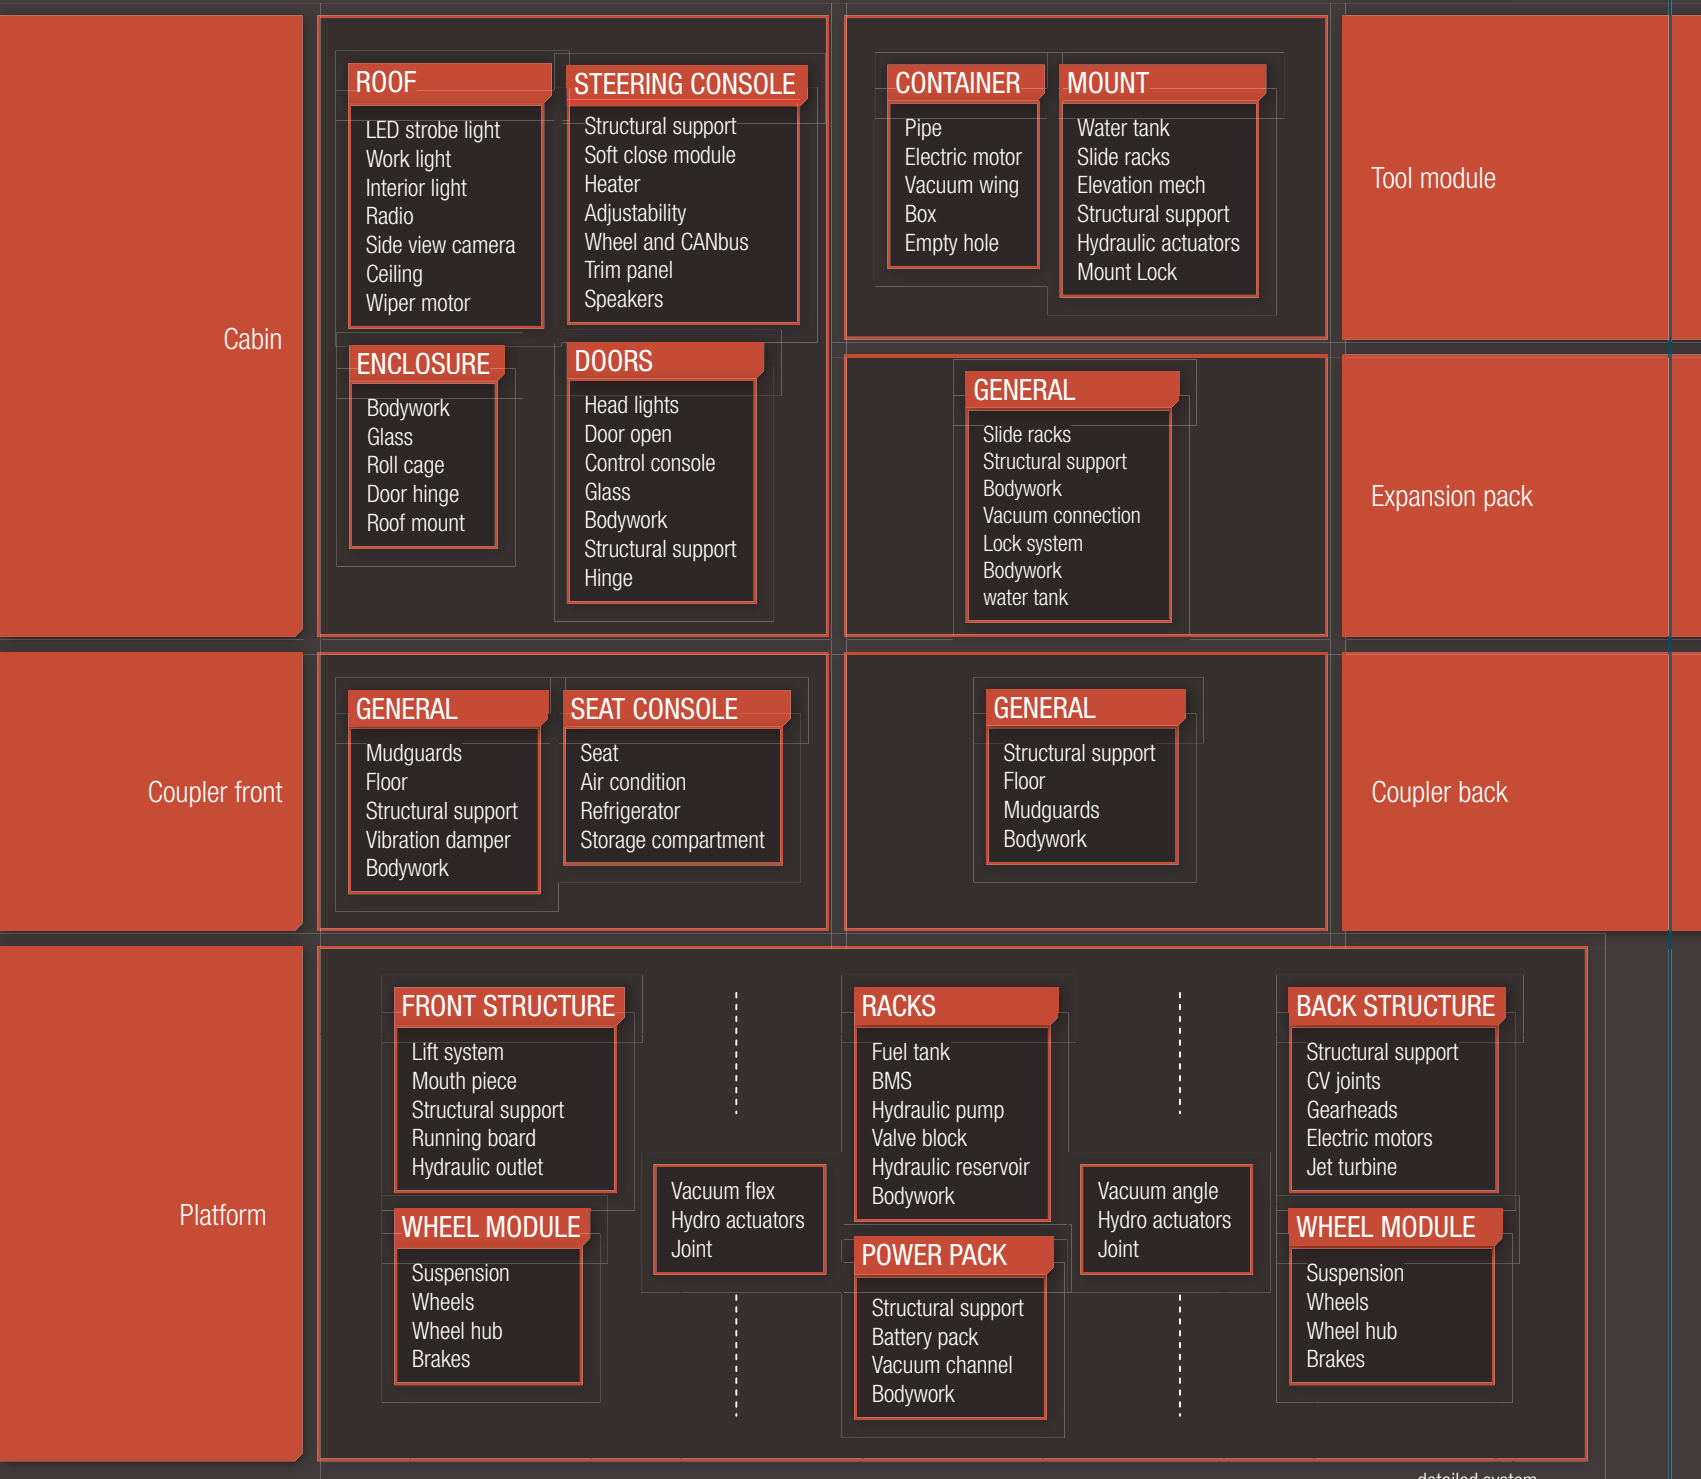 Cabin
ROOF
LED strobe light
Work light
Interior light
Radio
Side view camera
Ceiling
Wiper motor
STEERING CONSOLE
Structural support
Soft close module
Heater
Adjustability
Wheel and CANbus
Trim panel
Speakers
ENCLOSURE
Bodywork
Glass
Roll cage
Door hinge
Roof mount
DOORS
Head lights
Door open
Control console
Glass
Bodywork
Structural support
Hinge
CONTAINER
Pipe
Electric motor
Vacuum wing
Box
Empty hole
MOUNT
Water tank
Slide racks
Elevation mech
Structural support
Hydraulic actuators
Mount Lock
Tool module
GENERAL
Slide racks
Structural support
Bodywork
Vacuum connection
Lock system
Bodywork
water tank
Expansion pack
Coupler front
GENERAL
Mudguards
Floor
Structural support
Vibration damper
Bodywork
SEAT CONSOLE
Seat
Air condition
Refrigerator
Storage compartment
GENERAL
Structural support
Floor
Mudguards
Bodywork
Coupler back
Platform
FRONT STRUCTURE
Lift system
Mouth piece
Structural support
Running board
Hydraulic outlet
WHEEL MODULE
Suspension
Wheels
Wheel hub
Brakes
Vacuum flex
Hydro actuators
Joint
RACKS
Fuel tank
BMS
Hydraulic pump
Valve block
Hydraulic reservoir
Bodywork
POWER PACK
Structural support
Battery pack
Vacuum channel
Bodywork
Vacuum angle
Hydro actuators
Joint
BACK STRUCTURE
Structural support
CV joints
Gearheads
Electric motors
Jet turbine
WHEEL MODULE
Suspension
Wheels
Wheel hub
Brakes
detailed system